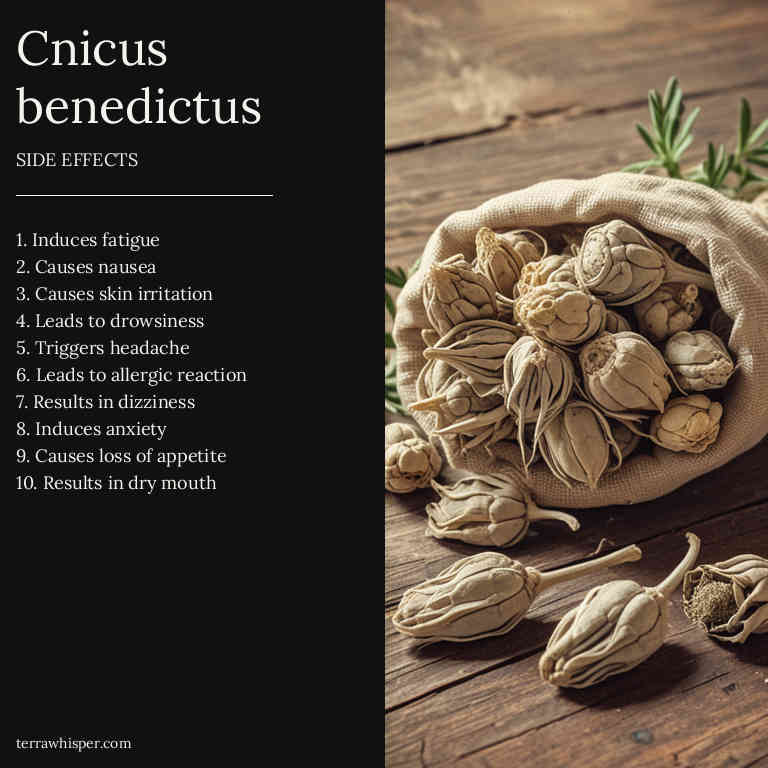 Cnicus
benedictus
SIDE EFFECTS
1. Induces fatigue
2. Causes nausea
3. Causes skin irritation
4. Leads to drowsiness
5. Triggers headache
6. Leads to allergic reaction
7. Results in dizziness
8. Induces anxiety
9. Causes loss of appetite
10. Results in dry mouth
terrawhisper.com